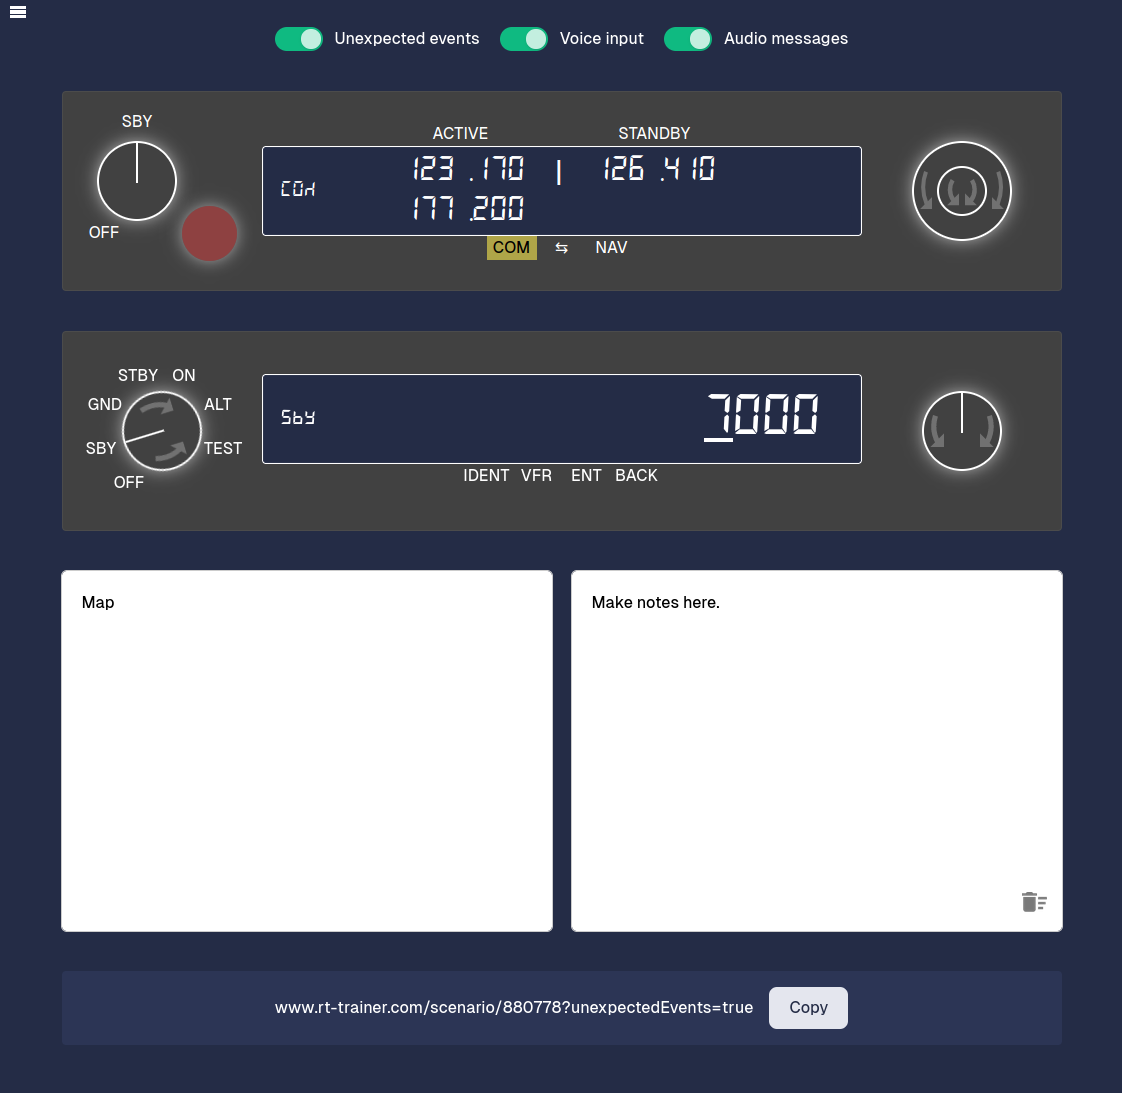 Unexpected events Voice input Audio messages
SBY
OFF
ACTIVE STANDBY
COM
123.170 | 126.410
177.200
COM ⇆ NAV
STBY ON
GND ALT
SBY TEST
OFF
SbY
7000
IDENT VFR ENT BACK
Map
Make notes here.
www.rt-trainer.com/scenario/880778?unexpectedEvents=true Copy